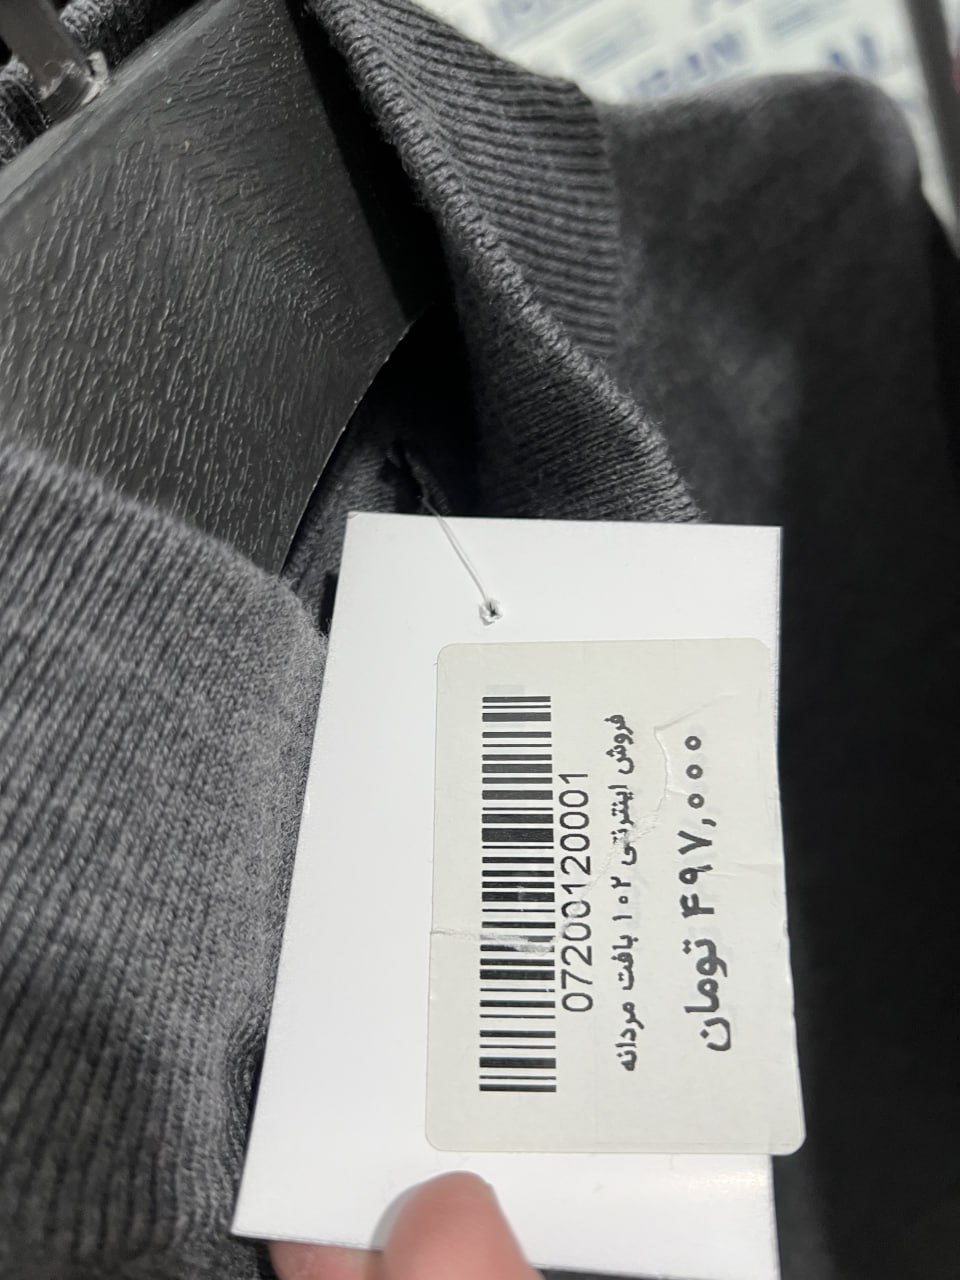 07200120001
فروش اینترنتی ۱۰۲ بافت مردانه
۴۹۷,۰۰۰ تومان